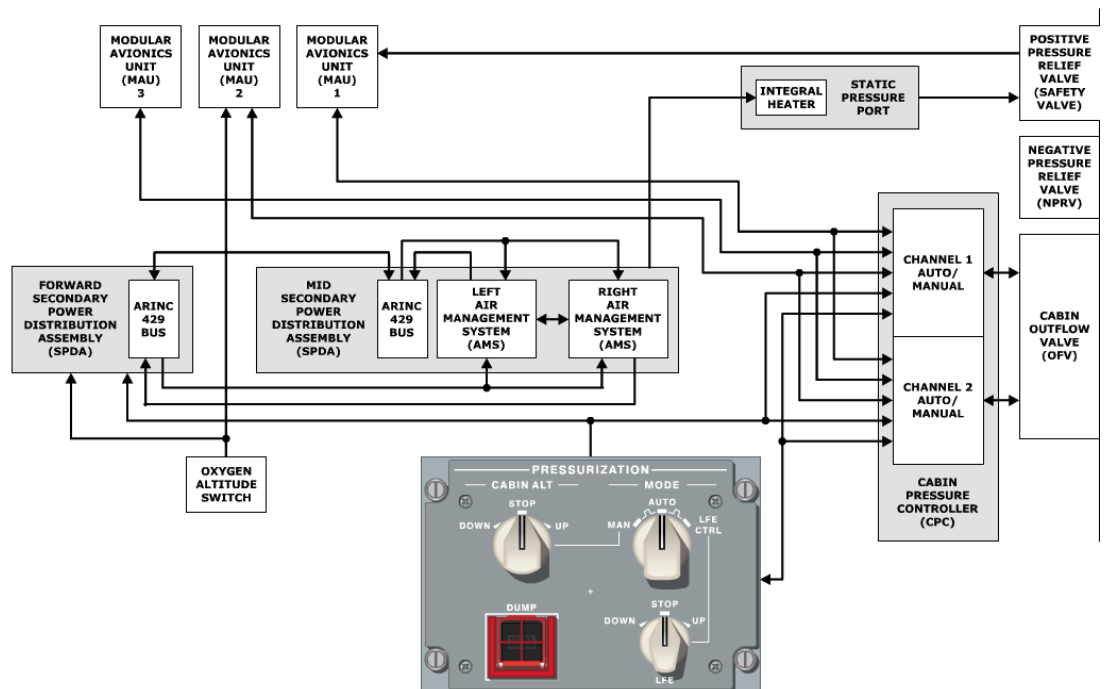 MODULAR
AVIONICS
UNIT
(MAU)
3
MODULAR
AVIONICS
UNIT
(MAU)
2
MODULAR
AVIONICS
UNIT
(MAU)
1
POSITIVE
PRESSURE
RELIEF
VALVE
(SAFETY
VALVE)
INTEGRAL
HEATER
STATIC
PRESSURE
PORT
NEGATIVE
PRESSURE
RELIEF
VALVE
(NPRV)
FORWARD
SECONDARY
POWER
DISTRIBUTION
ASSEMBLY
(SPDA)
ARINC
429
BUS
MID
SECONDARY
POWER
DISTRIBUTION
ASSEMBLY
(SPDA)
ARINC
429
BUS
LEFT
AIR
MANAGEMENT
SYSTEM
(AMS)
RIGHT
AIR
MANAGEMENT
SYSTEM
(AMS)
CHANNEL 1
AUTO/
MANUAL
CHANNEL 2
AUTO/
MANUAL
CABIN
PRESSURE
CONTROLLER
(CPC)
CABIN
OUTFLOW
VALVE
(OFV)
OXYGEN
ALTITUDE
SWITCH
PRESSURIZATION
CABIN ALT
STOP
DOWN
UP
MODE
MAN
AUTO
LFE
CTRL
DUMP
STOP
DOWN
UP
LFE